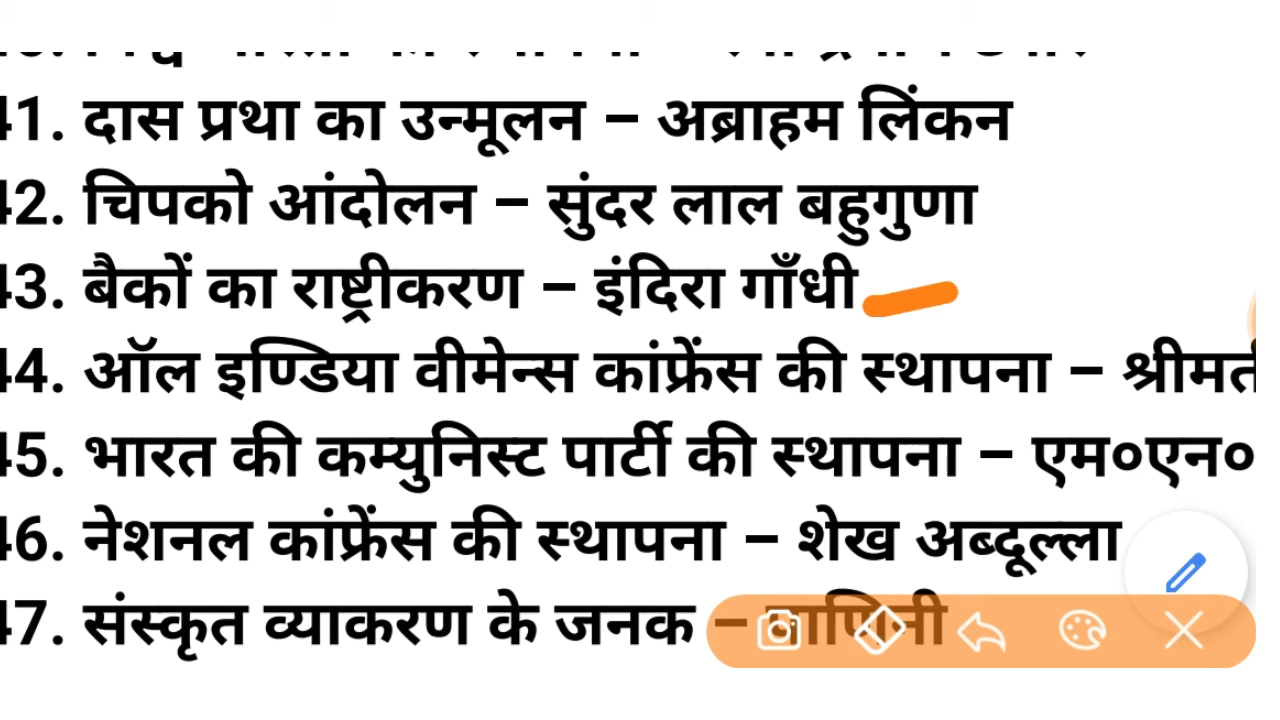 41. दास प्रथा का उन्मूलन – अब्राहम लिंकन
42. चिपको आंदोलन – सुंदर लाल बहुगुणा
43. बैकों का राष्ट्रीकरण – इंदिरा गाँधी
44. ऑल इण्डिया वीमेन्स कांफ्रेंस की स्थापना –
45. भारत की कम्युनिस्ट पार्टी की स्थापना – एम०एन०
46. नेशनल कांफ्रेंस की स्थापना – शेख अब्दूल्ला
47. संस्कृत व्याकरण के जनक – पाणिनी